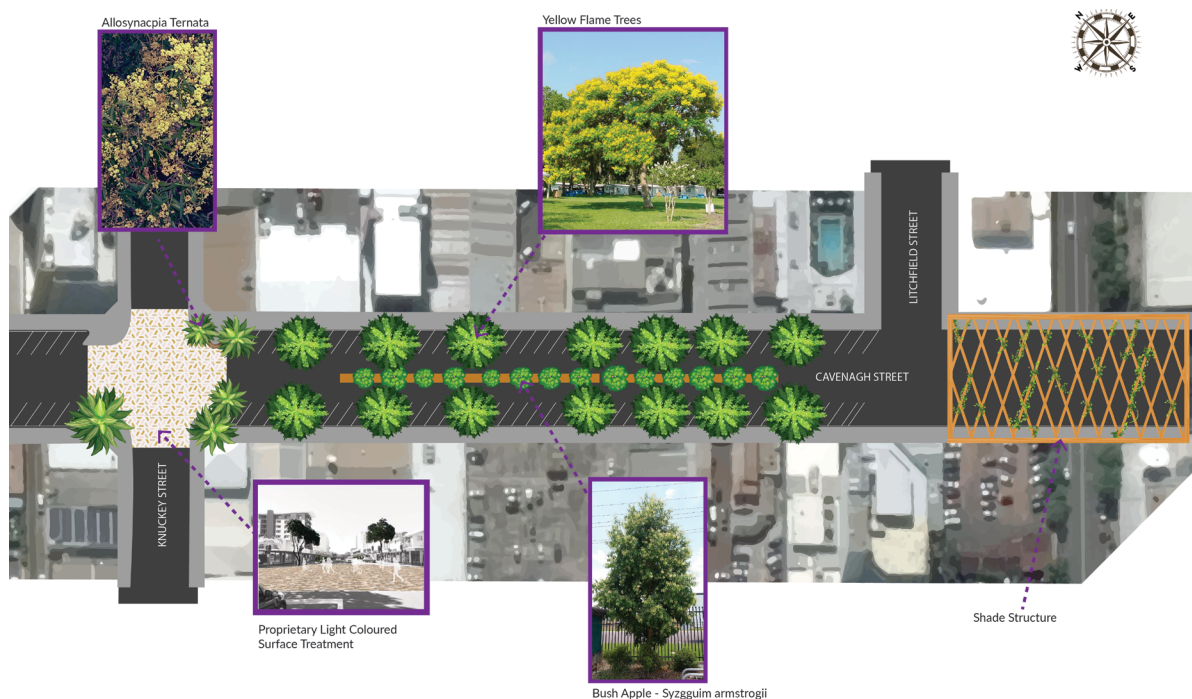 Allosynacpia Ternata
Yellow Flame Trees
N
E
W
S
LITCHFIELD STREET
CAVENAGH STREET
KNUCKEY STREET
Proprietary Light Coloured
Surface Treatment
Bush Apple - Syzgguim armstrogii
Shade Structure